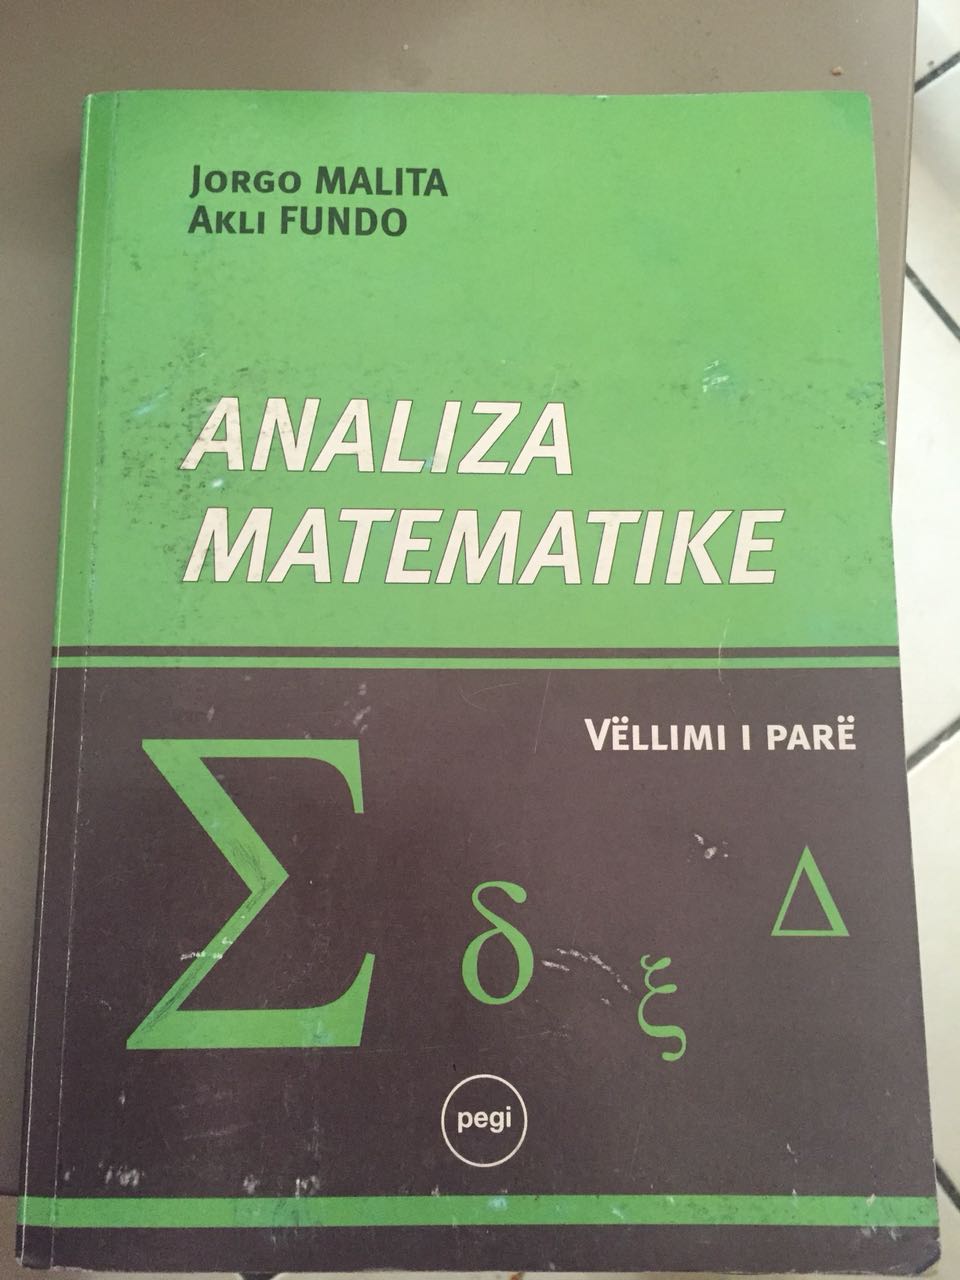 Jorgo MALITA
Akli FUNDO
ANALIZA
MATEMATIKE
VËLLIMI I PARË
Σ δ ξ Δ
pegi